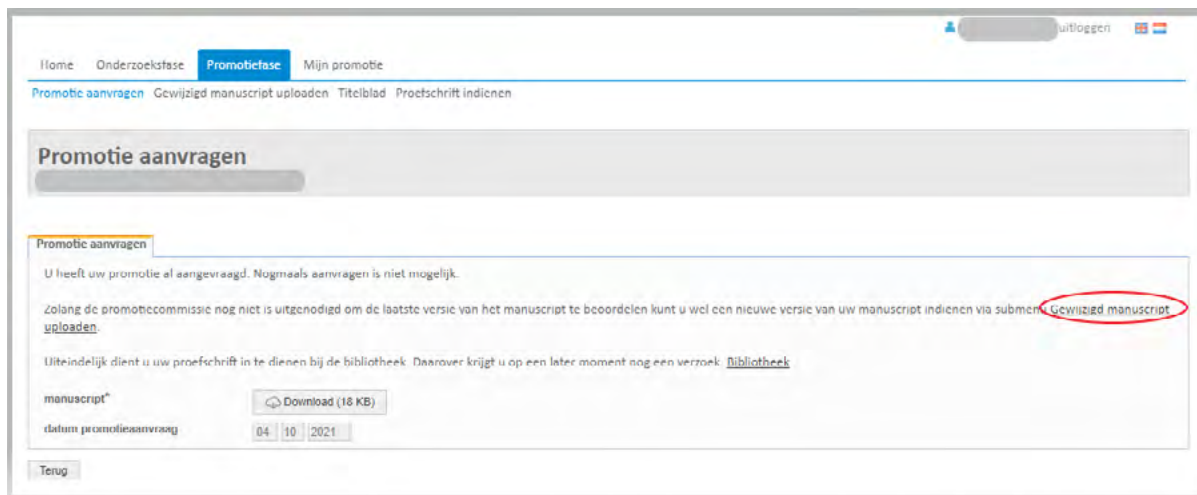 uitloggen
Home Onderzoeksfase Promotiefase Mijn promotie
Promotie aanvragen Gewijzigd manuscript uploaden Titelblad Proefschrift indienen
Promotie aanvragen
Promotie aanvragen
U heeft uw promotie al aangevraagd. Nogmaals aanvragen is niet mogelijk.
Zolang de promotiecommissie nog niet is uitgenodigd om de laatste versie van het manuscript te beoordelen kunt u wel een nieuwe versie van uw manuscript indienen via submenu Gewijzigd manuscript
uploaden.
Uiteindelijk dient u uw proefschrift in te dienen bij de bibliotheek. Daarover krijgt u op een later moment nog een verzoek. Bibliotheek
manuscript* Download (18 KB)
datum promotieaanvraag 04 10 2021
Terug